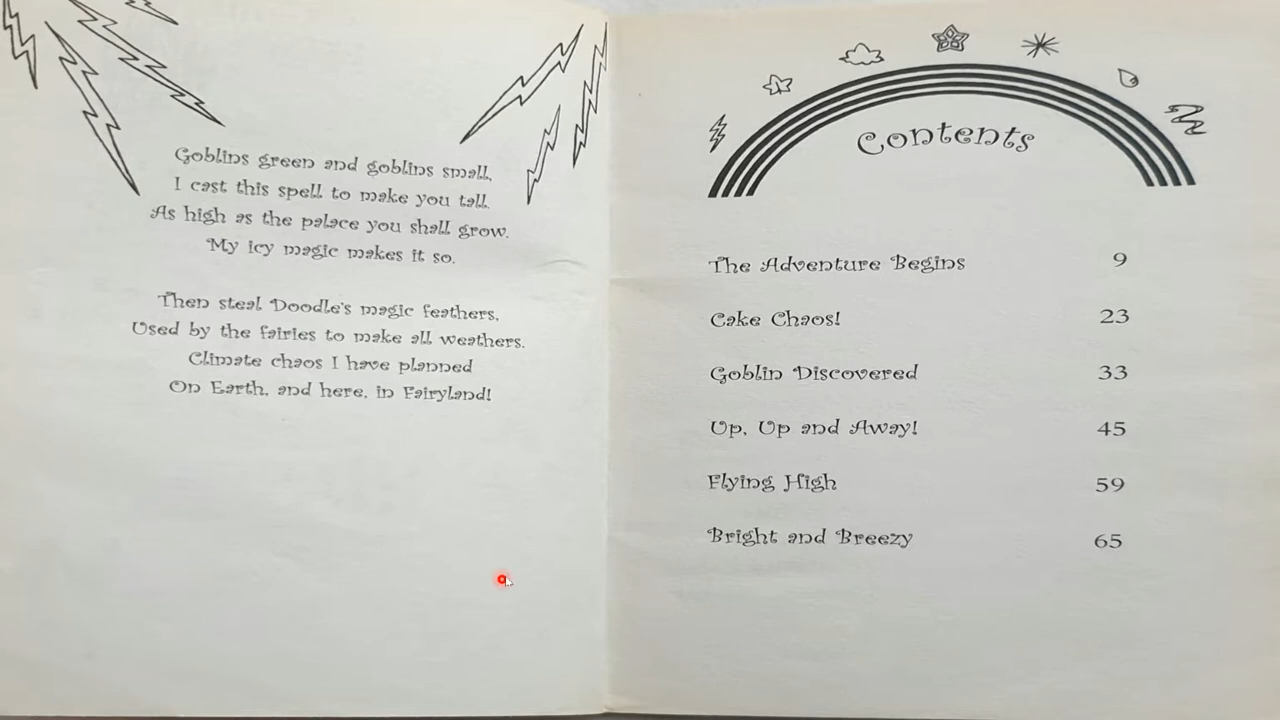 Goblins green and goblins small,
I cast this spell to make you tall.
As high as the palace you shall grow.
My icy magic makes it so.
Then steal Doodle's magic feathers,
Used by the fairies to make all weathers.
Climate chaos I have planned
On Earth, and here, in Fairyland!
Contents
The Adventure Begins 9
Cake Chaos! 23
Goblin Discovered 33
Up, Up and Away! 45
Flying High 59
Bright and Breezy 65